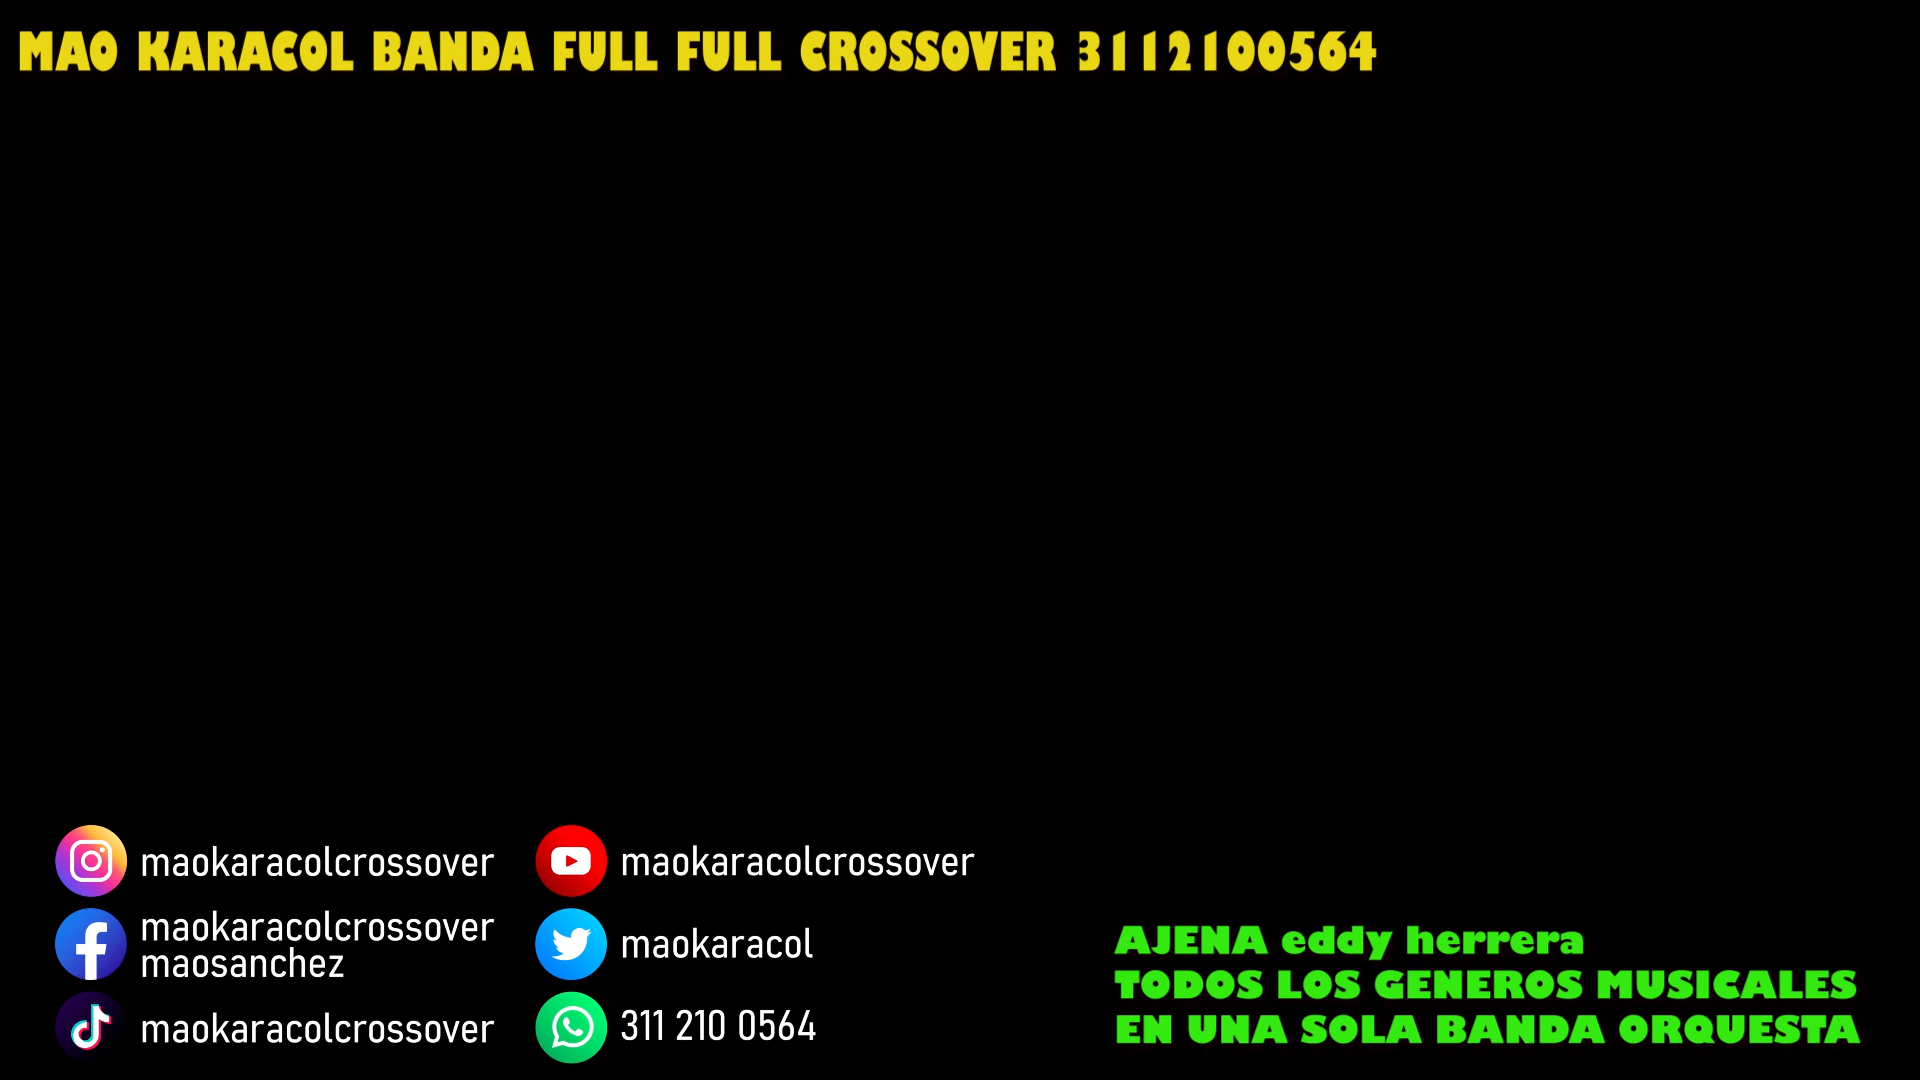 MAO KARACOL BANDA FULL FULL CROSSOVER 3112100564
maokaracolcrossover
maokaracolcrossover
maosanchez
maokaracolcrossover
maokaracolcrossover
maokaracol
311 210 0564
AJENA eddy herrera
TODOS LOS GENEROS MUSICALES
EN UNA SOLA BANDA ORQUESTA